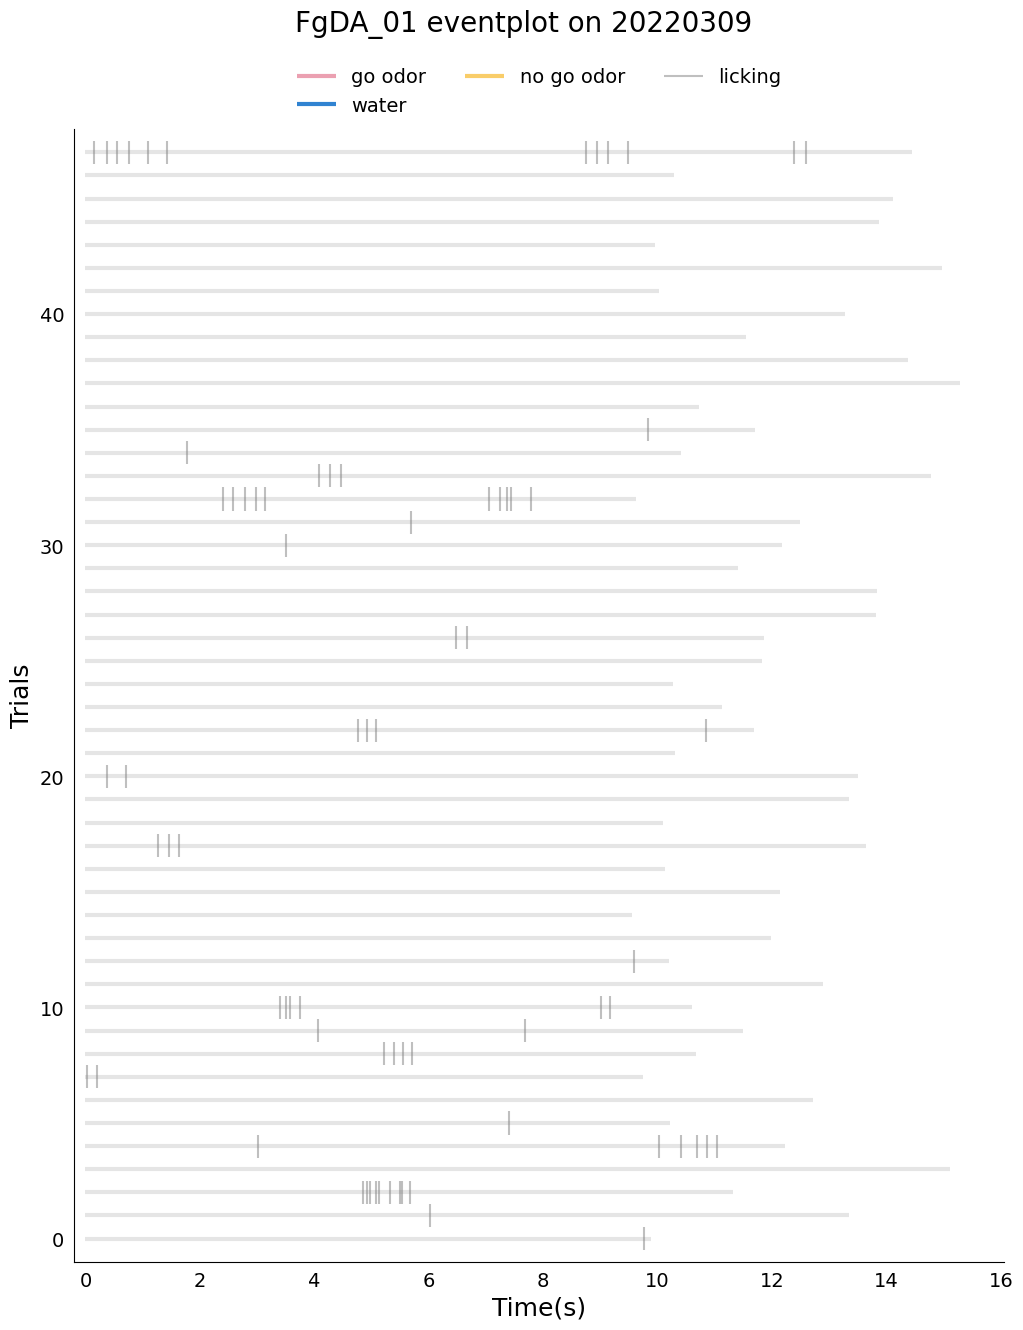 FgDA_01 eventplot on 20220309
go odor no go odor licking
water
40
30
20
10
0
Trials
0 2 4 6 8 10 12 14 16
Time(s)